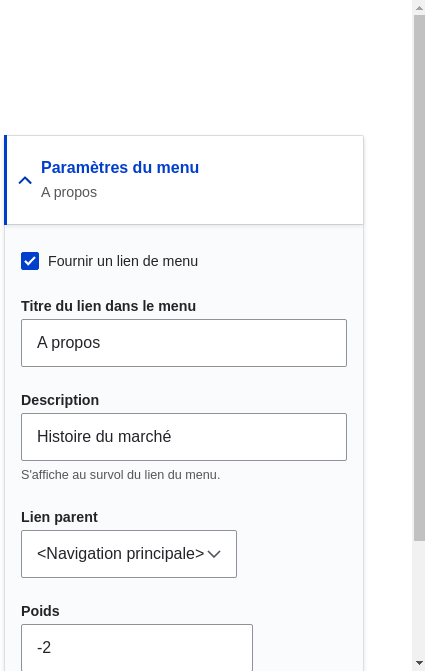 Paramètres du menu
A propos
Fournir un lien de menu
Titre du lien dans le menu
A propos
Description
Histoire du marché
S'affiche au survol du lien du menu.
Lien parent
<Navigation principale>
Poids
-2